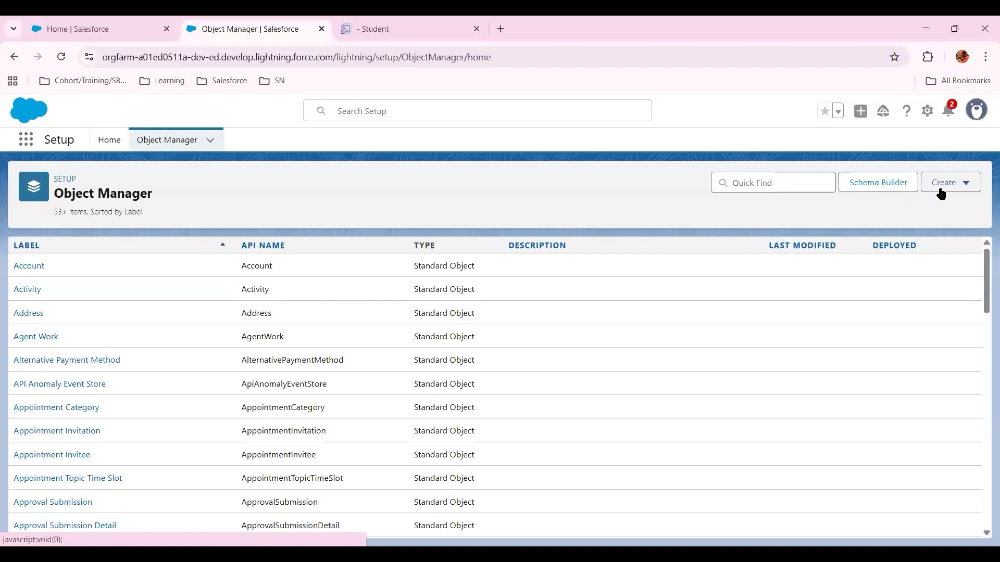 Home | Salesforce
Object Manager | Salesforce
- Student
orgfarm-a01ed0511a-dev-ed.develop.lightning.force.com/lightning/setup/ObjectManager/home
Cohort/Training/SB...
Learning
Salesforce
SN
All Bookmarks
Search Setup
2
Setup
Home
Object Manager
SETUP
Object Manager
53+ Items, Sorted by Label
Quick Find
Schema Builder
Create
LABEL API NAME TYPE DESCRIPTION LAST MODIFIED DEPLOYED
Account Account Standard Object
Activity Activity Standard Object
Address Address Standard Object
Agent Work AgentWork Standard Object
Alternative Payment Method AlternativePaymentMethod Standard Object
API Anomaly Event Store ApiAnomalyEventStore Standard Object
Appointment Category AppointmentCategory Standard Object
Appointment Invitation AppointmentInvitation Standard Object
Appointment Invitee AppointmentInvitee Standard Object
Appointment Topic Time Slot AppointmentTopicTimeSlot Standard Object
Approval Submission ApprovalSubmission Standard Object
Approval Submission Detail ApprovalSubmissionDetail Standard Object
javascript:void(0);